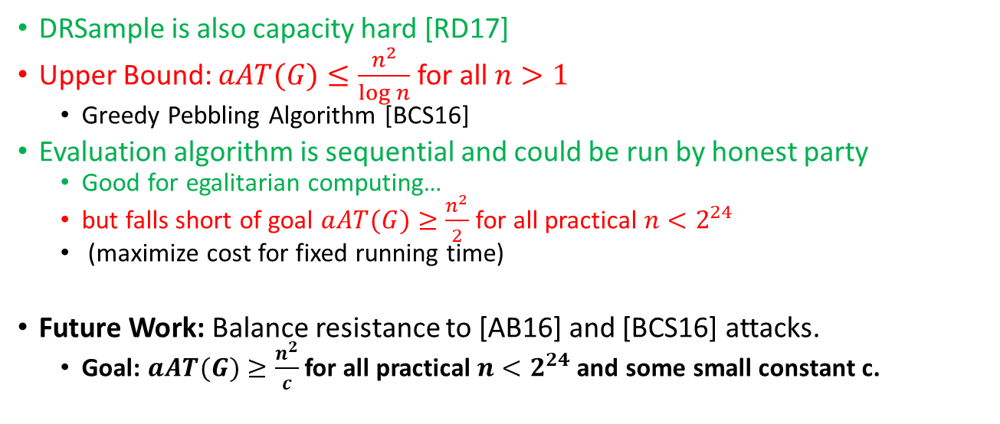 • DRSample is also capacity hard [RD17]
• Upper Bound: $aAT(G) \leq \frac{n^2}{\log n}$ for all $n > 1$
• Greedy Pebbling Algorithm [BCS16]
• Evaluation algorithm is sequential and could be run by honest party
• Good for egalitarian computing…
• but falls short of goal $aAT(G) \geq \frac{n^2}{2}$ for all practical $n < 2^{24}$
• (maximize cost for fixed running time)
• Future Work: Balance resistance to [AB16] and [BCS16] attacks.
• Goal: $aAT(G) \geq \frac{n^2}{c}$ for all practical $n < 2^{24}$ and some small constant c.